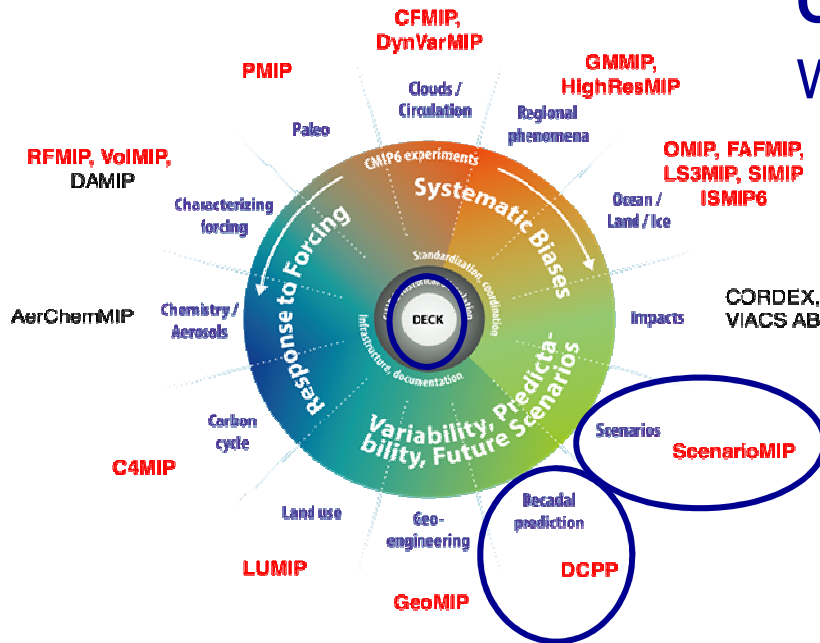 CFMIP,
DynVarMIP
PMIP
GMMIP,
HighResMIP
Clouds /
Circulation
Regional
phenomena
Paleo
RFMIP, VolMIP,
DAMIP
OMIP, FAFMIP,
LS3MIP, SIMIP
ISMIP6
CMIP6 experiments
Systematic Biases
Characterizing
forcing
Ocean /
Land / Ice
Response to Forcing
Standardization, coordination
AerChemMIP
Chemistry /
Aerosols
DECK
Impacts
CORDEX,
VIACS AB
Infrastructure, documentation
Variability, Predicta-
bility, Future Scenarios
Carbon
cycle
Scenarios
ScenarioMIP
C4MIP
Land use
Geo-
engineering
Decadal
prediction
LUMIP
DCPP
GeoMIP